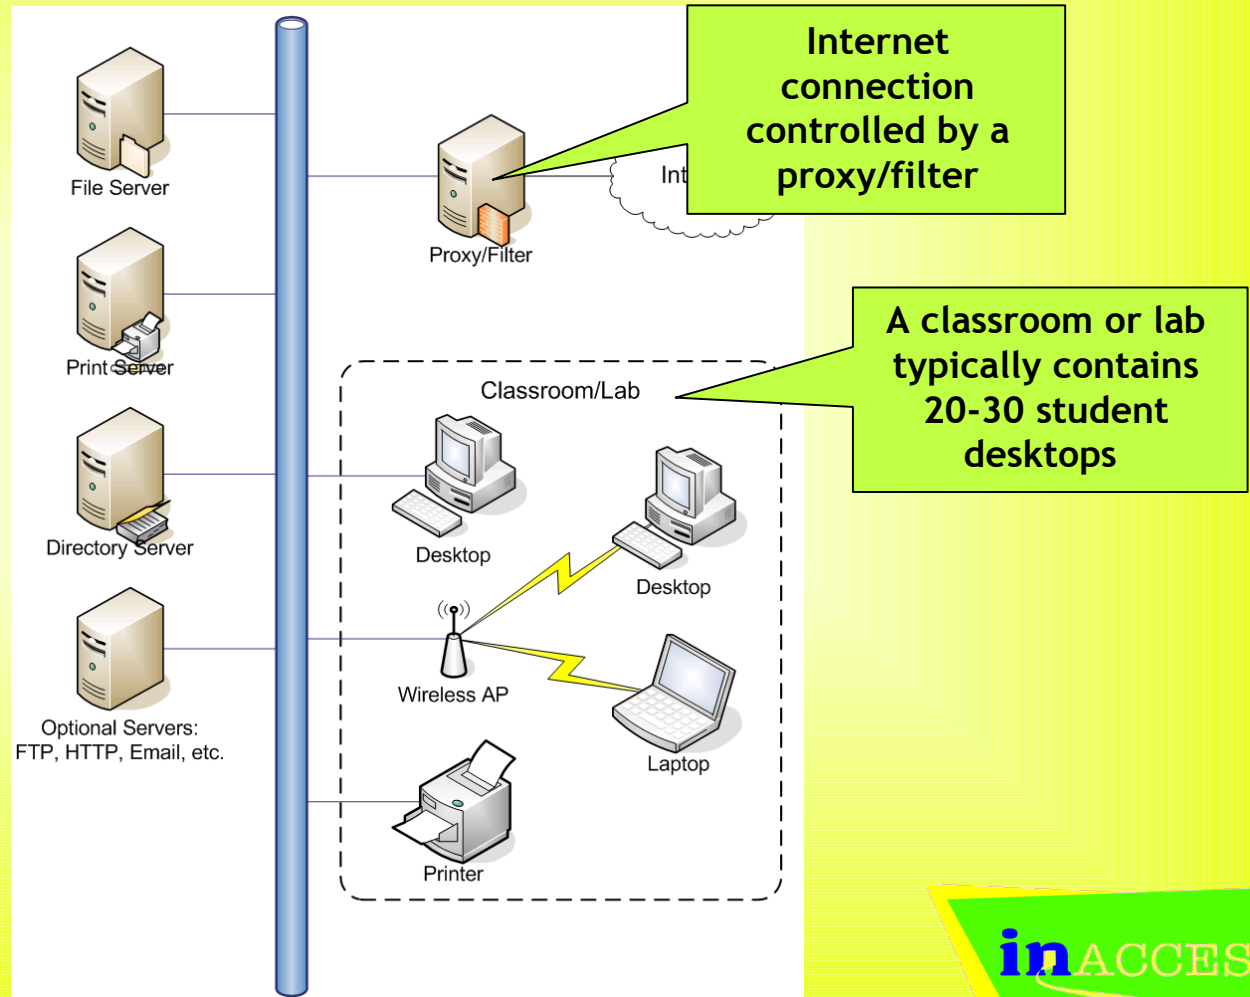 Internet
connection
controlled by a
proxy/filter
File Server
Int
Proxy/Filter
Print Server
A classroom or lab
typically contains
20-30 student
desktops
Classroom/Lab
Directory Server
Desktop
Desktop
Wireless AP
Optional Servers:
FTP, HTTP, Email, etc.
Laptop
Printer
inACCES